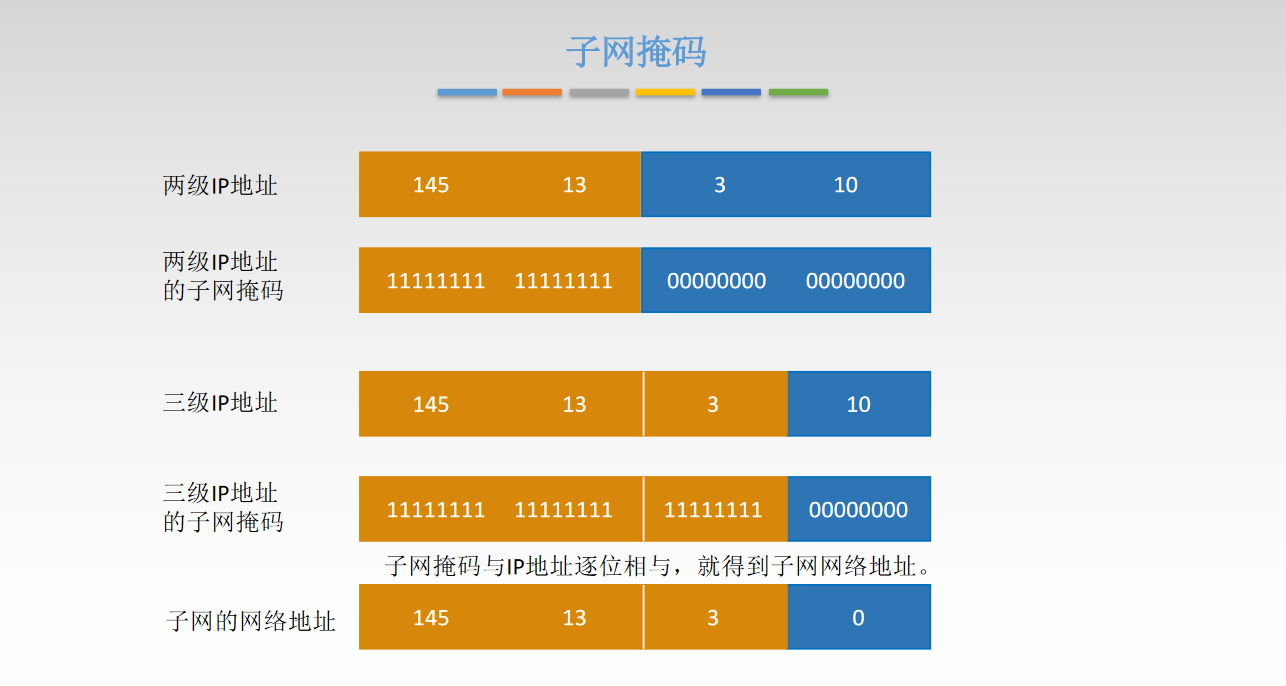 子网掩码
两级IP地址
145 13 3 10
两级IP地址
的子网掩码
11111111 11111111 00000000 00000000
三级IP地址
145 13 3 10
三级IP地址
的子网掩码
11111111 11111111 11111111 00000000
子网掩码与IP地址逐位相与，就得到子网网络地址。
子网的网络地址
145 13 3 0